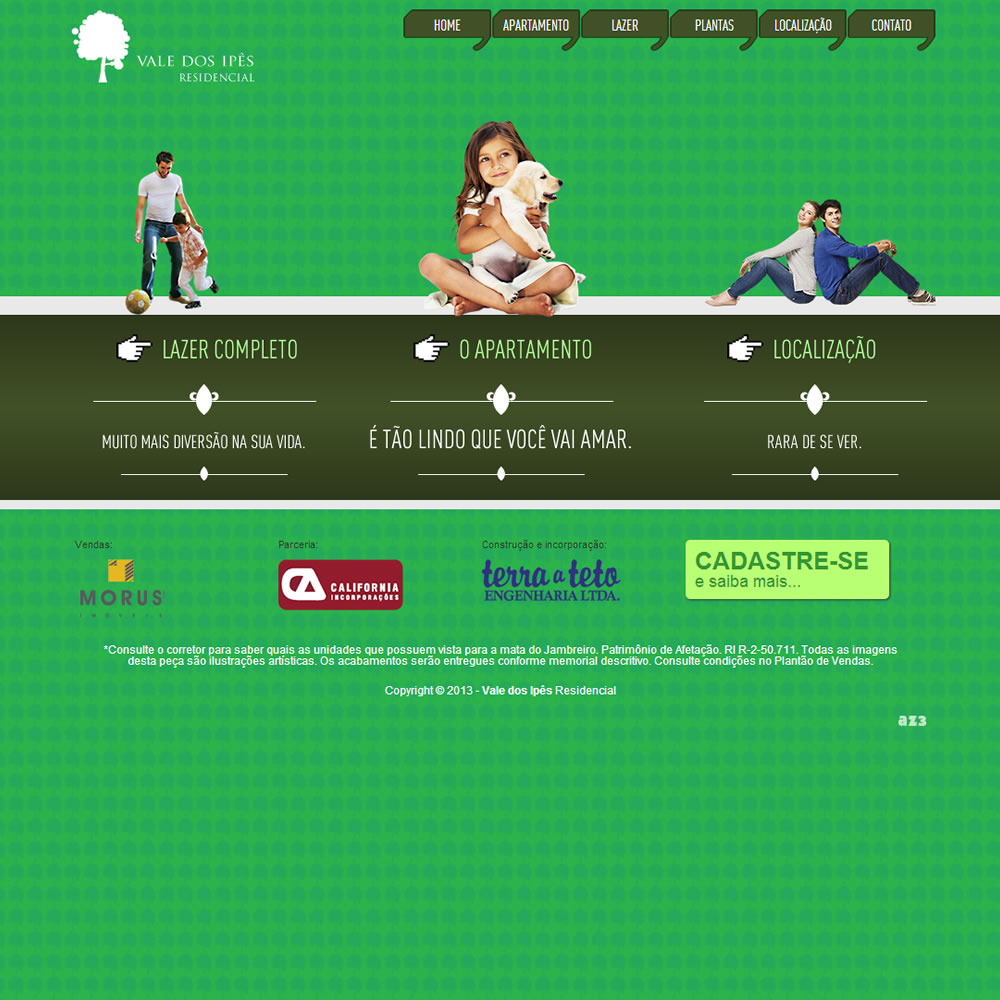 VALE DOS IPÊS
RESIDENCIAL
HOME
APARTAMENTO
LAZER
PLANTAS
LOCALIZAÇÃO
CONTATO
LAZER COMPLETO
O APARTAMENTO
LOCALIZAÇÃO
MUITO MAIS DIVERSÃO NA SUA VIDA.
É TÃO LINDO QUE VOCÊ VAI AMAR.
RARA DE SE VER.
Vendas:
MORUS
IMÓVEIS
Parceria:
CA CALIFORNIA
INCORPORAÇÕES
Construção e incorporação:
terra a teto
ENGENHARIA LTDA.
CADASTRE-SE
e saiba mais...
*Consulte o corretor para saber quais as unidades que possuem vista para a mata do Jambreiro. Patrimônio de Afetação. RI R-2-50.711. Todas as imagens
desta peça são ilustrações artísticas. Os acabamentos serão entregues conforme memorial descritivo. Consulte condições no Plantão de Vendas.
Copyright © 2013 - Vale dos Ipês Residencial
az3